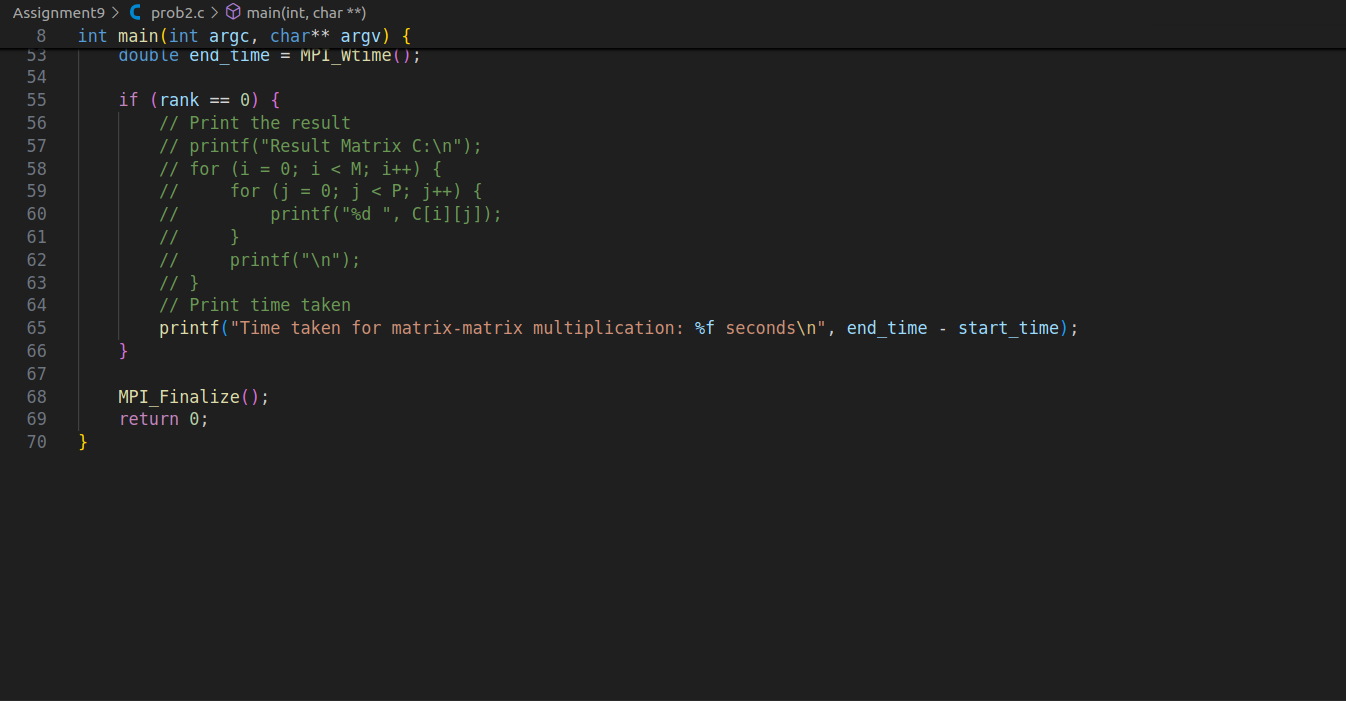 Assignment9 > C prob2.c > main(int, char **)
8 int main(int argc, char** argv) {
53     double end_time = MPI_Wtime();
54
55     if (rank == 0) {
56         // Print the result
57         // printf("Result Matrix C:\n");
58         // for (i = 0; i < M; i++) {
59         //     for (j = 0; j < P; j++) {
60         //         printf("%d ", C[i][j]);
61         //     }
62         //     printf("\n");
63         // }
64         // Print time taken
65         printf("Time taken for matrix-matrix multiplication: %f seconds\n", end_time - start_time);
66     }
67
68     MPI_Finalize();
69     return 0;
70 }